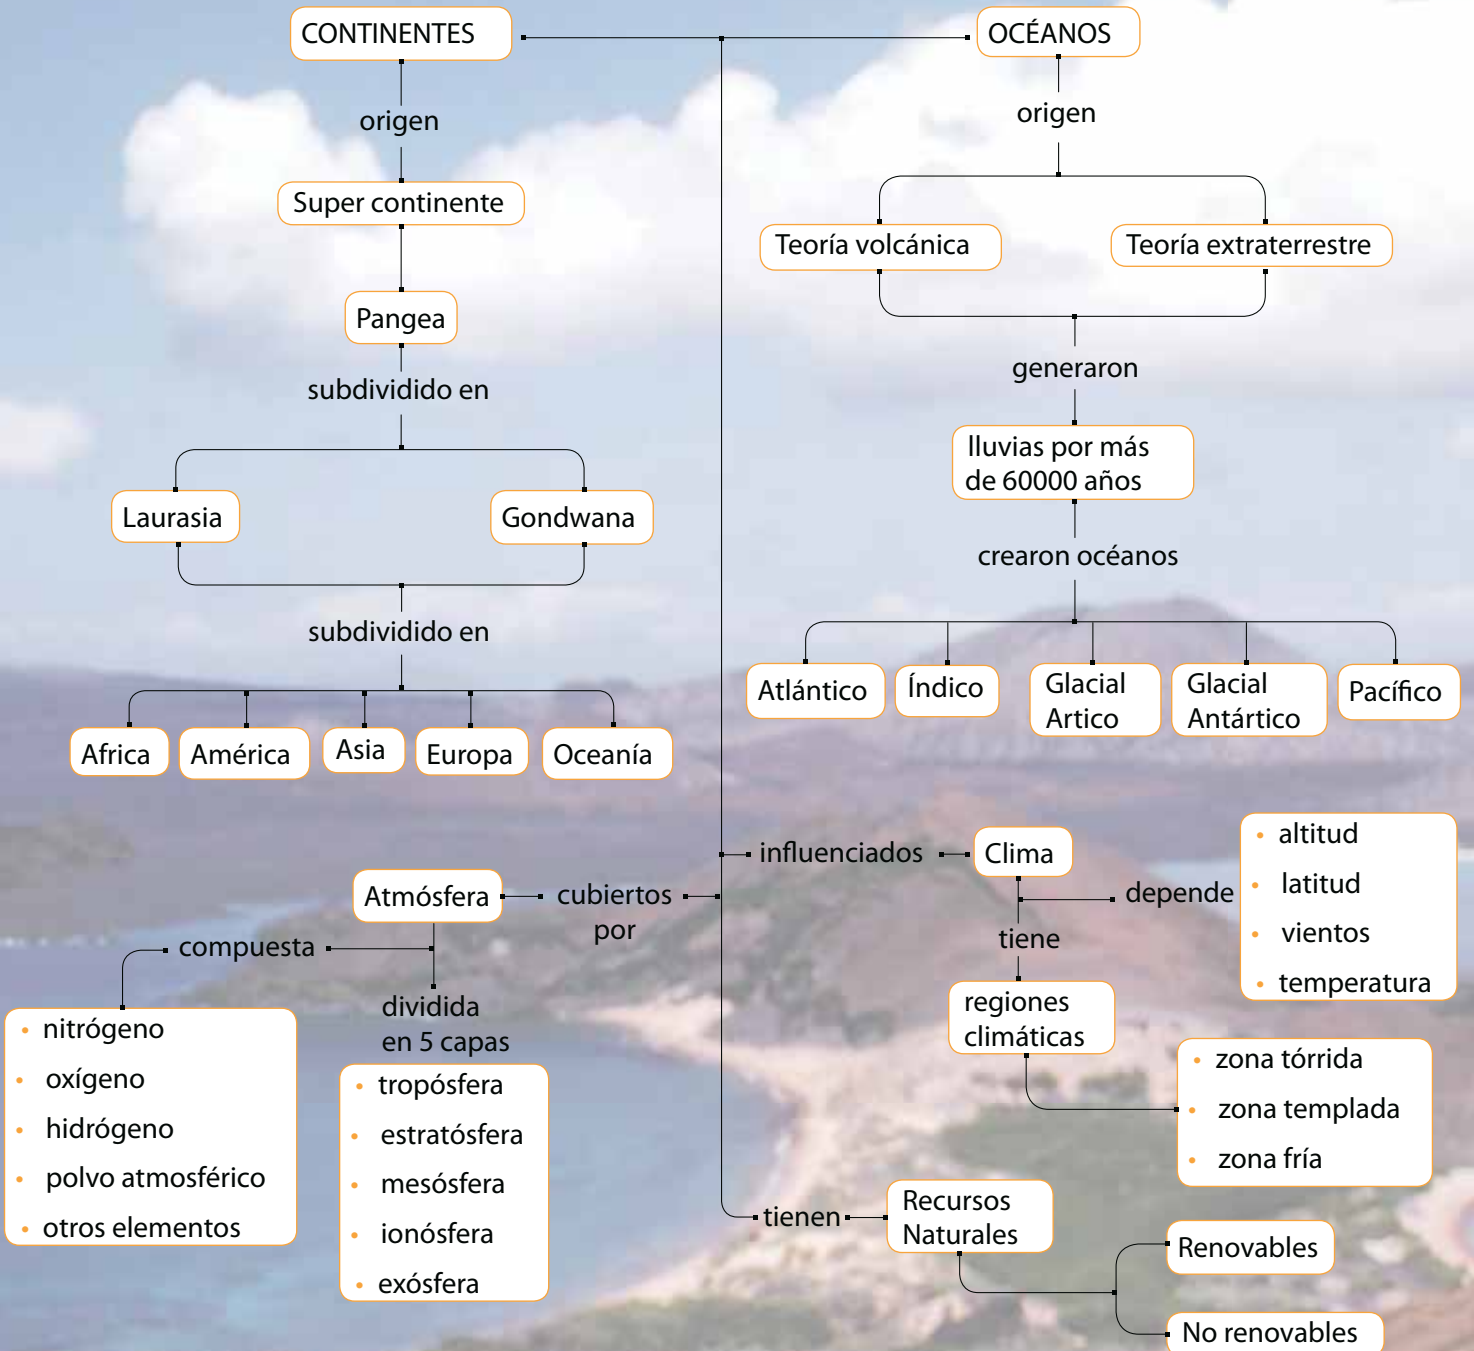 CONTINENTES
OCÉANOS
origen
origen
Super continente
Teoría volcánica
Teoría extraterrestre
Pangea
generaron
subdividido en
lluvias por más
de 60000 años
Laurasia
Gondwana
crearon océanos
subdividido en
Atlántico
Índico
Glacial
Artico
Glacial
Antártico
Pacífico
Africa
América
Asia
Europa
Oceanía
influenciados
Clima
depende
• altitud
• latitud
• vientos
• temperatura
tiene
regiones
climáticas
• zona tórrida
• zona templada
• zona fría
Atmósfera
cubiertos
por
compuesta
• nitrógeno
• oxígeno
• hidrógeno
• polvo atmosférico
• otros elementos
dividida
en 5 capas
• tropósfera
• estratósfera
• mesósfera
• ionósfera
• exósfera
tienen
Recursos
Naturales
Renovables
No renovables